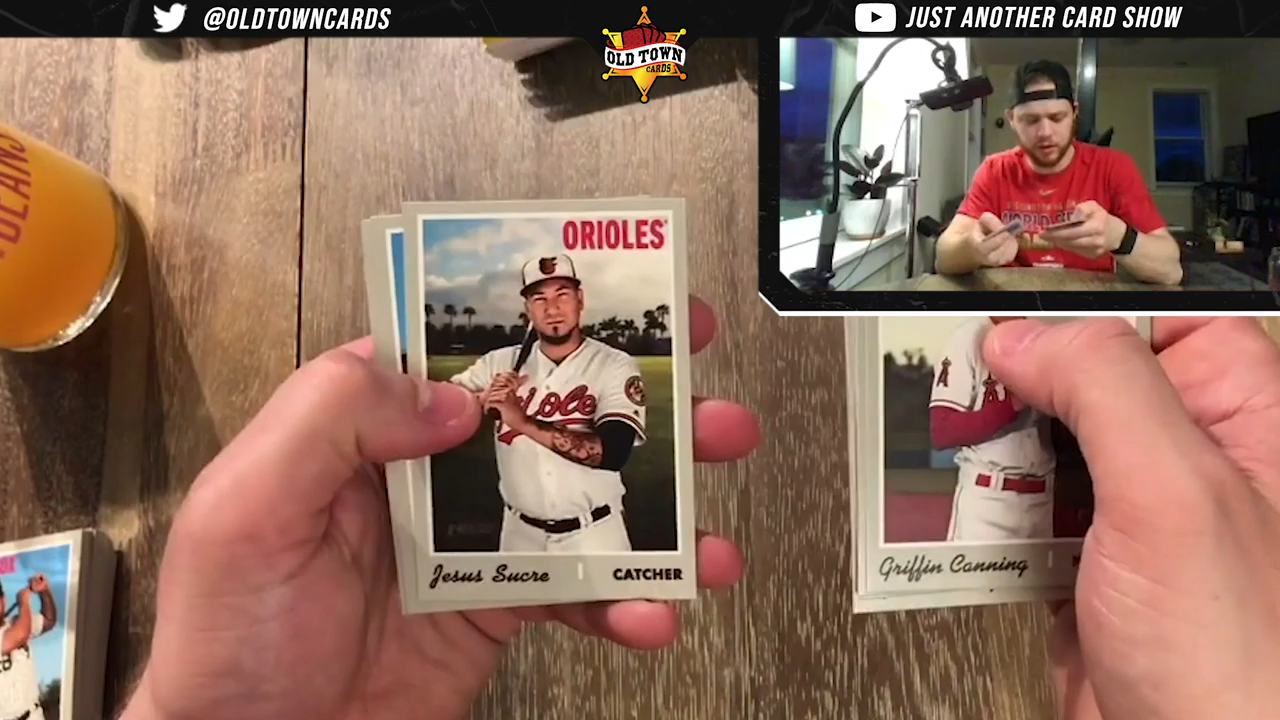 @OLDTOWNCARDS
JUST ANOTHER CARD SHOW
OLD TOWN
CARDS
ORIOLES
Jesus Sucre
CATCHER
Griffin Canning